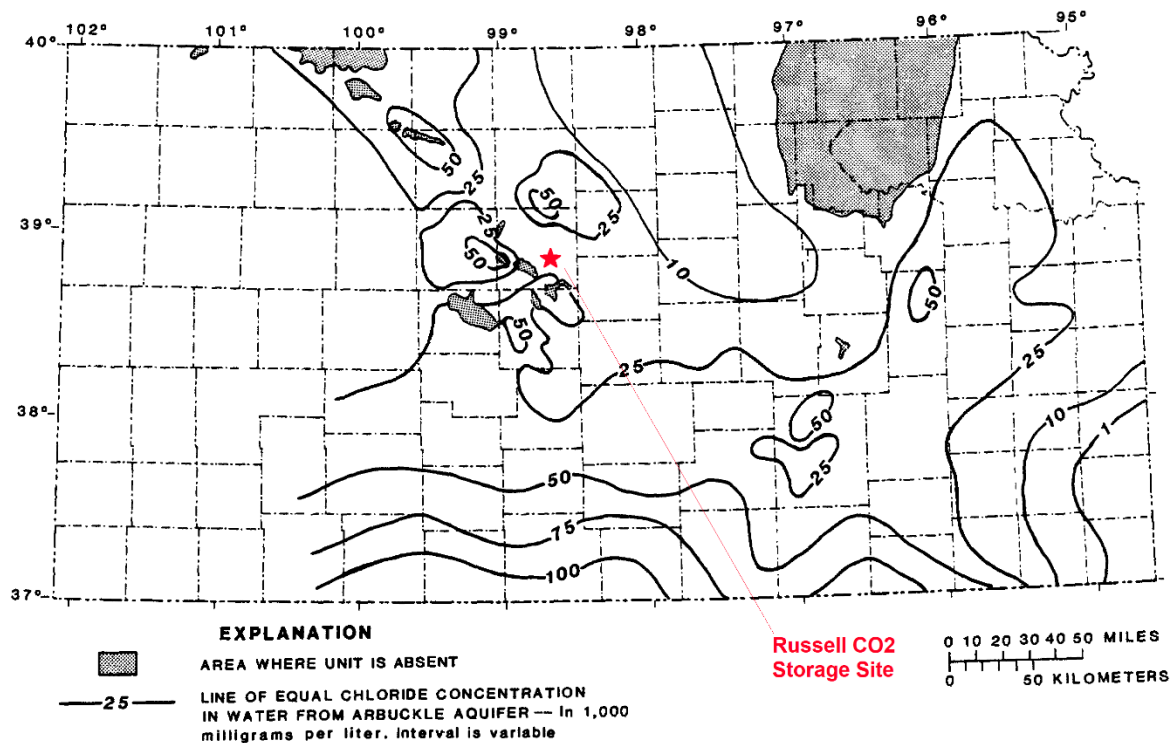 102° 101° 100° 99° 98° 97° 96° 95°
40°
50
25
39°
25
50
25
50
10
50
50
25
25
38°
50
10
1
25
50
75
100
37°
EXPLANATION
AREA WHERE UNIT IS ABSENT
25 LINE OF EQUAL CHLORIDE CONCENTRATION
IN WATER FROM ARBUCKLE AQUIFER — In 1,000
milligrams per liter. Interval is variable
Russell CO2
Storage Site
0 10 20 30 40 50 MILES
0 50 KILOMETERS